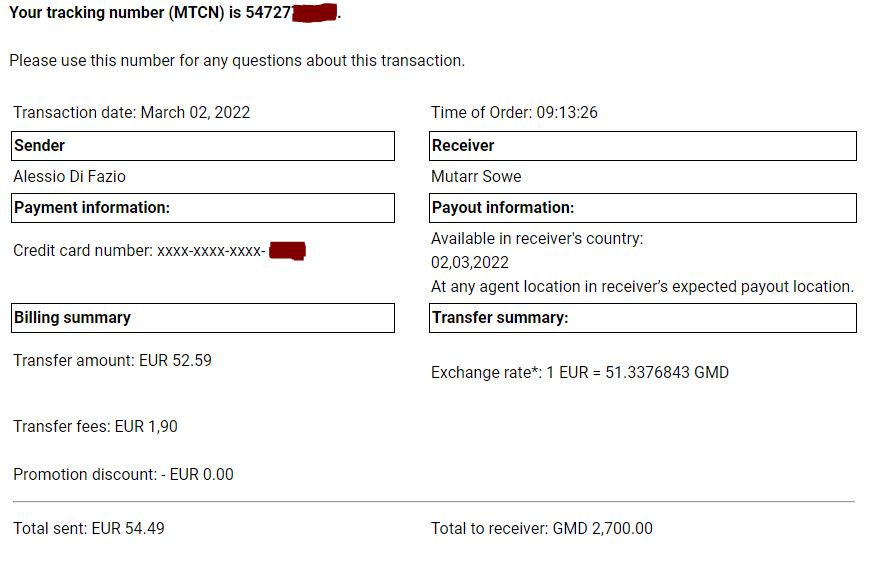 Your tracking number (MTCN) is 54727 .
Please use this number for any questions about this transaction.
Transaction date: March 02, 2022
Time of Order: 09:13:26
Sender
Receiver
Alessio Di Fazio
Mutarr Sowe
Payment information:
Payout information:
Credit card number: xxxx-xxxx-xxxx-
Available in receiver's country:
02,03,2022
At any agent location in receiver's expected payout location.
Billing summary
Transfer summary:
Transfer amount: EUR 52.59
Exchange rate*: 1 EUR = 51.3376843 GMD
Transfer fees: EUR 1,90
Promotion discount: - EUR 0.00
Total sent: EUR 54.49
Total to receiver: GMD 2,700.00